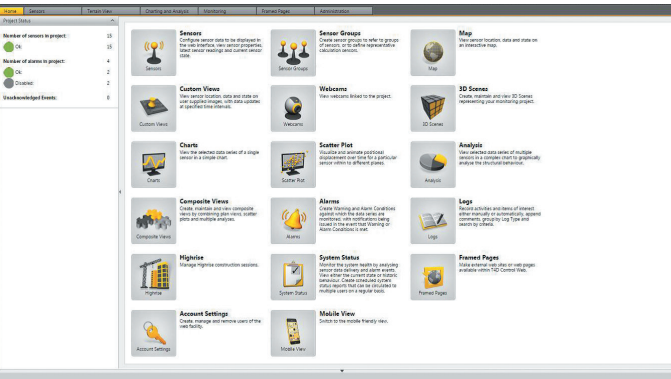 Home Sensors Terrain View Charting and Analysis Monitoring Framed Pages Administration
Project Status
Number of sensors in project: 15
Ok: 15
Number of alarms in project: 4
Ok: 2
Disabled: 2
Unacknowledged Events: 0
Sensors
Sensors
Configure sensor data to be displayed in
the web interface, view sensor properties,
latest sensor readings and current sensor
state.
Sensor Groups
Sensor Groups
Create sensor groups to refer to groups
of sensors, or to define representative
calculation sensors.
Map
Map
View sensor location, data and state on
an interactive map.
Custom Views
Custom Views
View sensor location, data and state on
user supplied images, with data updates
at specified time intervals.
Webcams
Webcams
View webcams linked to the project.
3D Scenes
3D Scenes
Create, maintain and view 3D Scenes
representing your monitoring project.
Charts
Charts
View the selected data series of a single
sensor in a simple chart.
Scatter Plot
Scatter Plot
Visualize and animate positional
displacement over time for a particular
sensor within to different planes.
Analysis
Analysis
View selected data series of multiple
sensors in a complex chart to graphically
analyse the structural behaviour.
Composite Views
Composite Views
Create, maintain and view composite
views by combining plan views, scatter
plots and multiple analyses.
Alarms
Alarms
Create Warning and Alarm Conditions
against which the data series are
monitored, with notifications being
issued in the event that Warning or
Alarm Conditions is met.
Logs
Logs
Record activities and items of interest
either manually or automatically, append
comments, group by Log Type and
search by criteria.
Highrise
Highrise
Manage Highrise construction sessions.
System Status
System Status
Monitor the system health by analysing
sensor data delivery and alarm events.
View either the current state or historic
behaviour. Create scheduled system
status reports that can be circulated to
multiple users on a regular basis.
Framed Pages
Framed Pages
Make external web sites or web pages
available within T4D Control Web.
Account Settings
Account Settings
Create, manage and remove users of the
web facility.
Mobile View
Mobile View
Switch to the mobile friendly view.